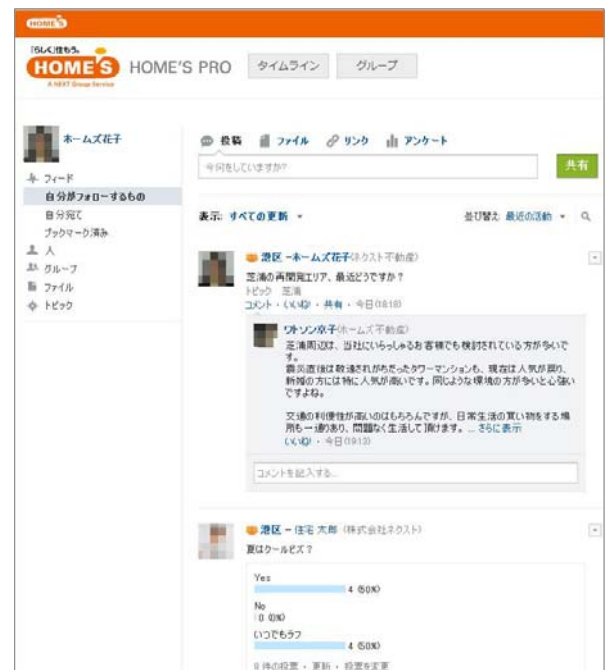 HOME'S
「らしく」住もう。
HOME'S
A NEXT Group Service
HOME'S PRO
タイムライン
グループ
ホームズ花子
フィード
自分がフォローするもの
自分宛て
ブックマーク済み
人
グループ
ファイル
トピック
投稿 ファイル リンク アンケート
今何をしていますか?
共有
表示: すべての更新
並び替え 最近の活動
港区 -ホームズ花子(ネクスト不動産)
芝浦の再開発エリア、最近どうですか？
トピック 芝浦
コメント・いいね!・共有・今日(18:18)
ワトソン京子(ホームズ不動産)
芝浦周辺は、当社にいらっしゃるお客様でも検討されている方が多いで
す。
震災直後は敬遠されがちだったタワーマンションも、現在は人気が戻り、
新婚の方には特に人気が高いです。同じような環境の方が多いと心強い
ですよね。
交通の利便性が高いのはもちろんですが、日常生活の買い物をする場
所も一通りあり、問題なく生活して頂けます。... さらに表示
いいね!・今日(19:13)
コメントを記入する...
港区 - 住宅 太郎 (株式会社ネクスト)
夏はクールビズ？
Yes
4 (50%)
No
0 (0%)
いつでもラフ
4 (50%)
8 件の投票・更新・投票を変更